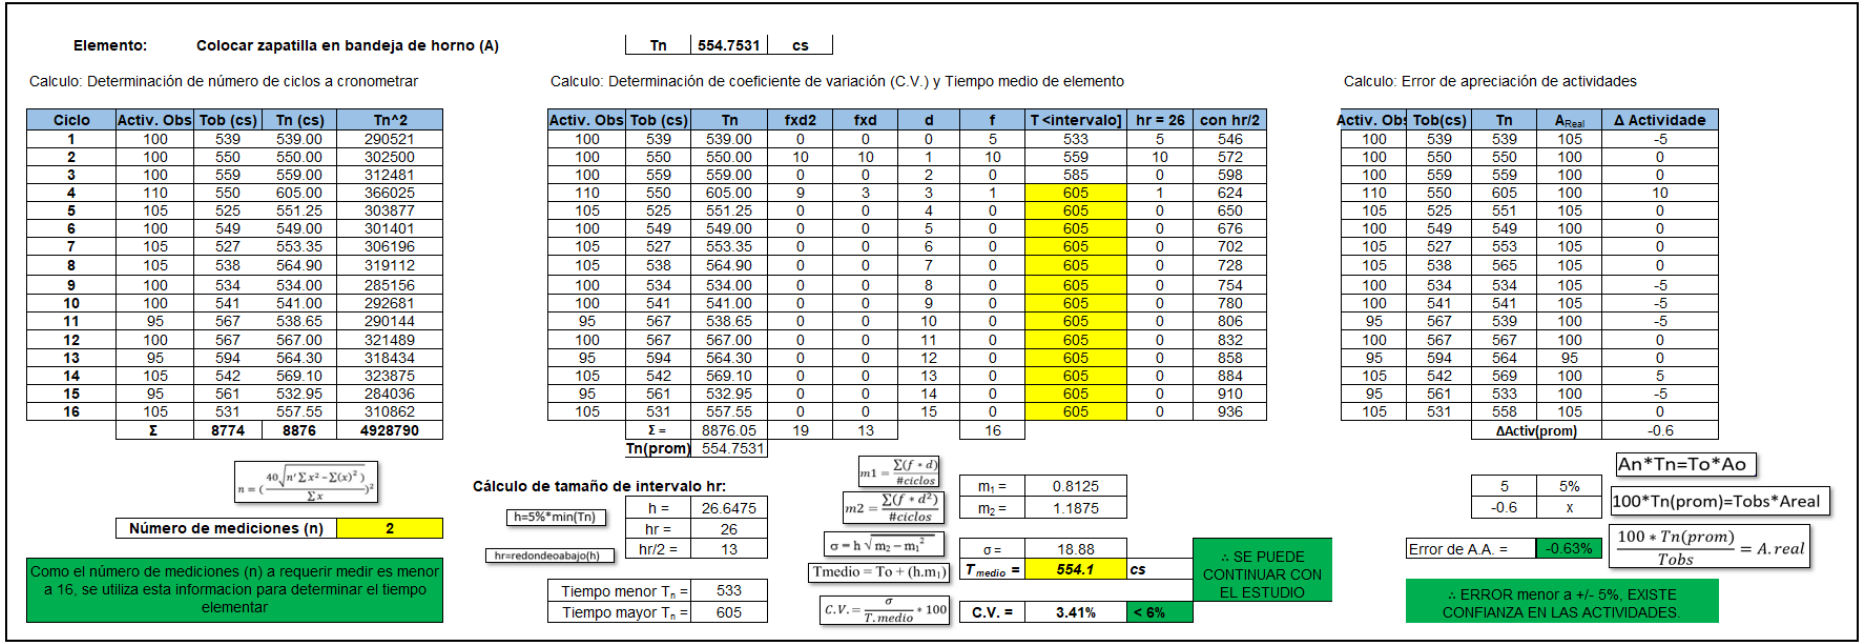 Elemento: Colocar zapatilla en bandeja de horno (A) Tn 554.7531 cs
Calculo: Determinación de número de ciclos a cronometrar
Ciclo Activ. Obs Tob (cs) Tn (cs) Tn^2
1 100 539 539.00 290521
2 100 550 550.00 302500
3 100 559 559.00 312481
4 110 550 605.00 366025
5 105 525 551.25 303877
6 100 549 549.00 301401
7 105 527 553.35 306196
8 105 538 564.90 319112
9 100 534 534.00 285156
10 100 541 541.00 292681
11 95 567 538.65 290144
12 100 567 567.00 321489
13 95 594 564.30 318434
14 105 542 569.10 323875
15 95 561 532.95 284036
16 105 531 557.55 310862
Σ 8774 8876 4928790
n = ( 40√n' Σ x² − Σ(x)² ) / Σ x )²
Número de mediciones (n) 2
Como el número de mediciones (n) a requerir medir es menor
a 16, se utiliza esta informacion para determinar el tiempo
elementar
Calculo: Determinación de coeficiente de variación (C.V.) y Tiempo medio de elemento
Activ. Obs Tob (cs) Tn fxd2 fxd d f T <intervalo] hr = 26 con hr/2
100 539 539.00 0 0 0 5 533 5 546
100 550 550.00 10 10 1 10 559 10 572
100 559 559.00 0 0 2 0 585 0 598
110 550 605.00 9 3 3 1 605 1 624
105 525 551.25 0 0 4 0 605 0 650
100 549 549.00 0 0 5 0 605 0 676
105 527 553.35 0 0 6 0 605 0 702
105 538 564.90 0 0 7 0 605 0 728
100 534 534.00 0 0 8 0 605 0 754
100 541 541.00 0 0 9 0 605 0 780
95 567 538.65 0 0 10 0 605 0 806
100 567 567.00 0 0 11 0 605 0 832
95 594 564.30 0 0 12 0 605 0 858
105 542 569.10 0 0 13 0 605 0 884
95 561 532.95 0 0 14 0 605 0 910
105 531 557.55 0 0 15 0 605 0 936
Σ = 8876.05 19 13 16
Tn(prom) 554.7531
Cálculo de tamaño de intervalo hr:
h=5%*min(Tn)
h = 26.6475
hr = 26
hr=redondeoabajo(h)
hr/2 = 13
Tiempo menor Tn = 533
Tiempo mayor Tn = 605
m1 = Σ(f ∗ d) / #ciclos
m1 = 0.8125
m2 = Σ(f ∗ d²) / #ciclos
m2 = 1.1875
σ = h √ m₂ − m₁²
σ = 18.88
Tmedio = To + (h.m₁)
Tmedio = 554.1 cs
C.V. = σ / T.medio ∗ 100
C.V. = 3.41% < 6%
∴ SE PUEDE
CONTINUAR CON
EL ESTUDIO
Calculo: Error de apreciación de actividades
Activ. Obs Tob(cs) Tn AReal Δ Actividade
100 539 539 105 -5
100 550 550 100 0
100 559 559 100 0
110 550 605 100 10
105 525 551 105 0
100 549 549 100 0
105 527 553 105 0
105 538 565 105 0
100 534 534 105 -5
100 541 541 105 -5
95 567 539 100 -5
100 567 567 100 0
95 594 564 95 0
105 542 569 100 5
95 561 533 100 -5
105 531 558 105 0
ΔActiv(prom) -0.6
An*Tn=To*Ao
5 5%
-0.6 x
100*Tn(prom)=Tobs*Areal
Error de A.A. = -0.63%
100 ∗ Tn(prom) / Tobs = A.real
∴ ERROR menor a +/- 5%, EXISTE
CONFIANZA EN LAS ACTIVIDADES.